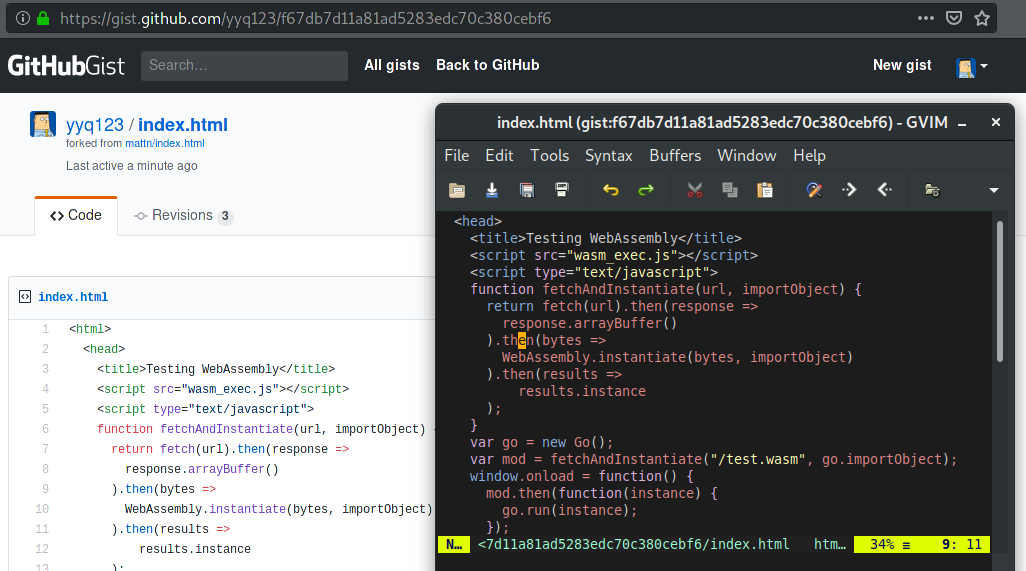 https://gist.github.com/yyq123/f67db7d11a81ad5283edc70c380cebf6
GitHubGist Search… All gists Back to GitHub New gist
yyq123 / index.html
forked from mattn/index.html
Last active a minute ago
Code Revisions 3
index.html
1 <html>
2 <head>
3 <title>Testing WebAssembly</title>
4 <script src="wasm_exec.js"></script>
5 <script type="text/javascript">
6 function fetchAndInstantiate(url, importObject)
7 return fetch(url).then(response =>
8 response.arrayBuffer()
9 ).then(bytes =>
10 WebAssembly.instantiate(bytes, importObject)
11 ).then(results =>
12 results.instance
13 );
index.html (gist:f67db7d11a81ad5283edc70c380cebf6) - GVIM
File Edit Tools Syntax Buffers Window Help
<head>
<title>Testing WebAssembly</title>
<script src="wasm_exec.js"></script>
<script type="text/javascript">
function fetchAndInstantiate(url, importObject) {
return fetch(url).then(response =>
response.arrayBuffer()
).then(bytes =>
WebAssembly.instantiate(bytes, importObject)
).then(results =>
results.instance
);
}
var go = new Go();
var mod = fetchAndInstantiate("/test.wasm", go.importObject);
window.onload = function() {
mod.then(function(instance) {
go.run(instance);
});
N… <7d11a81ad5283edc70c380cebf6/index.html htm… 34% ≡ 9: 11